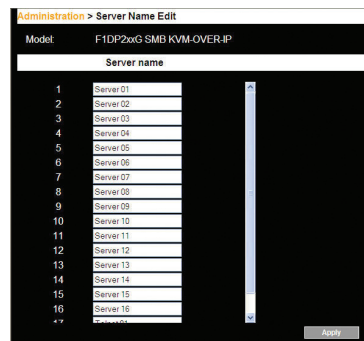 Administration > Server Name Edit
Model: F1DP2xxG SMB KVM-OVER-IP
Server name
1 Server 01
2 Server 02
3 Server 03
4 Server 04
5 Server 05
6 Server 06
7 Server 07
8 Server 08
9 Server 09
10 Server 10
11 Server 11
12 Server 12
13 Server 13
14 Server 14
15 Server 15
16 Server 16
17
Apply